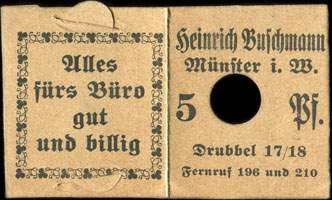 Alles
fürs Büro
gut
und billig
Heinrich Buschmann
Münster i. W.
5 Pf.
Drubbel 17/18
Fernruf 196 und 210